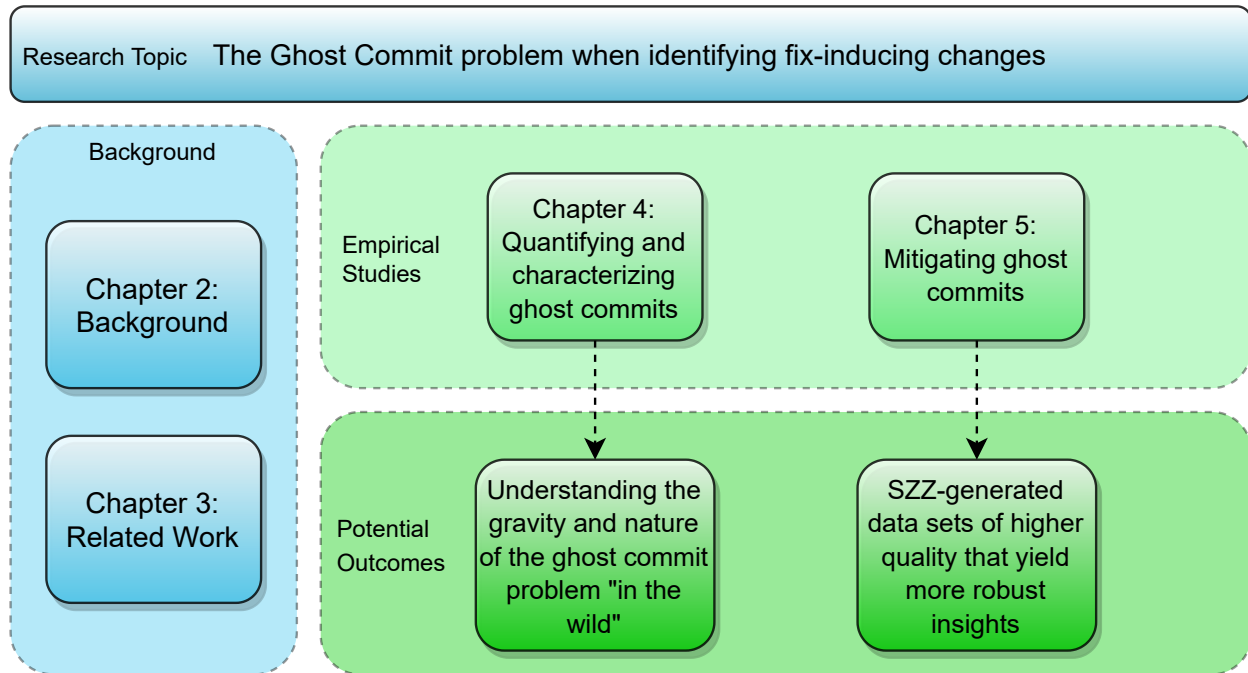 Research Topic The Ghost Commit problem when identifying fix-inducing changes
Background
Chapter 2:
Background
Chapter 3:
Related Work
Empirical
Studies
Chapter 4:
Quantifying and
characterizing
ghost commits
Chapter 5:
Mitigating ghost
commits
Potential
Outcomes
Understanding the
gravity and nature
of the ghost commit
problem "in the
wild"
SZZ-generated
data sets of higher
quality that yield
more robust
insights